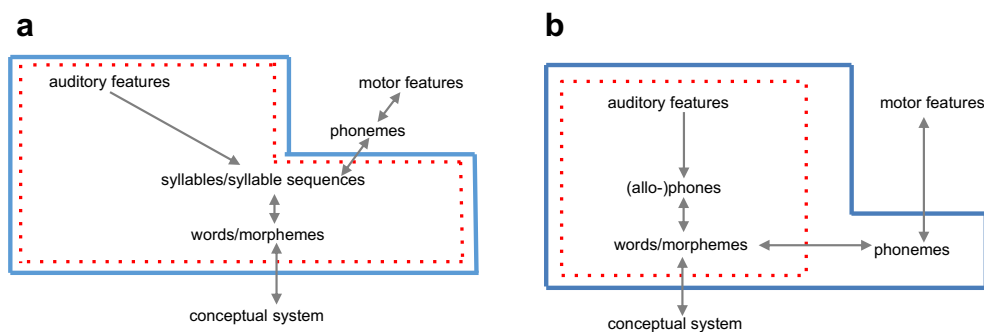 a
auditory features
motor features
phonemes
syllables/syllable sequences
words/morphemes
conceptual system
b
auditory features
motor features
(allo-)phones
words/morphemes
phonemes
conceptual system